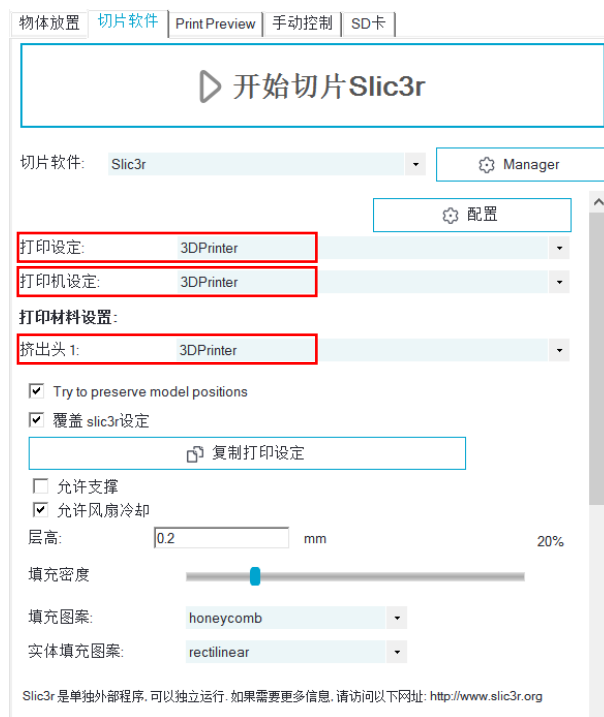 物体放置 切片软件 Print Preview 手动控制 SD卡
开始切片Slic3r
切片软件: Slic3r Manager
配置
打印设定: 3DPrinter
打印机设定: 3DPrinter
打印材料设置:
挤出头 1: 3DPrinter
Try to preserve model positions
覆盖 slic3r设定
复制打印设定
允许支撑
允许风扇冷却
层高: 0.2 mm 20%
填充密度
填充图案: honeycomb
实体填充图案: rectilinear
Slic3r 是单独外部程序, 可以独立运行. 如果需要更多信息, 请访问以下网址: http://www.slic3r.org